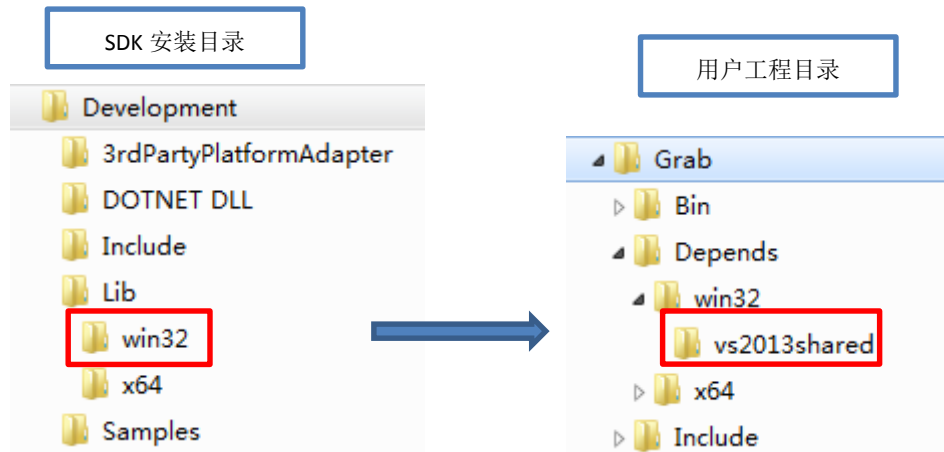 SDK 安装目录
Development
3rdPartyPlatformAdapter
DOTNET DLL
Include
Lib
win32
x64
Samples
用户工程目录
Grab
Bin
Depends
win32
vs2013shared
x64
Include